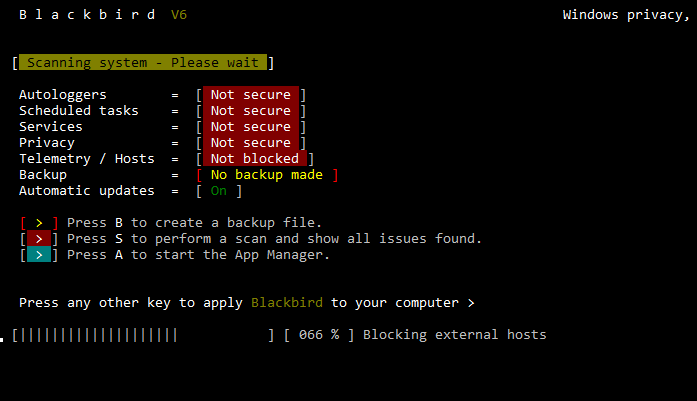 B l a c k b i r d V6 Windows privacy,
[ Scanning system - Please wait ]
Autologgers = [ Not secure ]
Scheduled tasks = [ Not secure ]
Services = [ Not secure ]
Privacy = [ Not secure ]
Telemetry / Hosts = [ Not blocked ]
Backup = [ No backup made ]
Automatic updates = [ On ]
[ > ] Press B to create a backup file.
[ > ] Press S to perform a scan and show all issues found.
[ > ] Press A to start the App Manager.
Press any other key to apply Blackbird to your computer >
[|||||||||||||||||||| ] [ 066 % ] Blocking external hosts